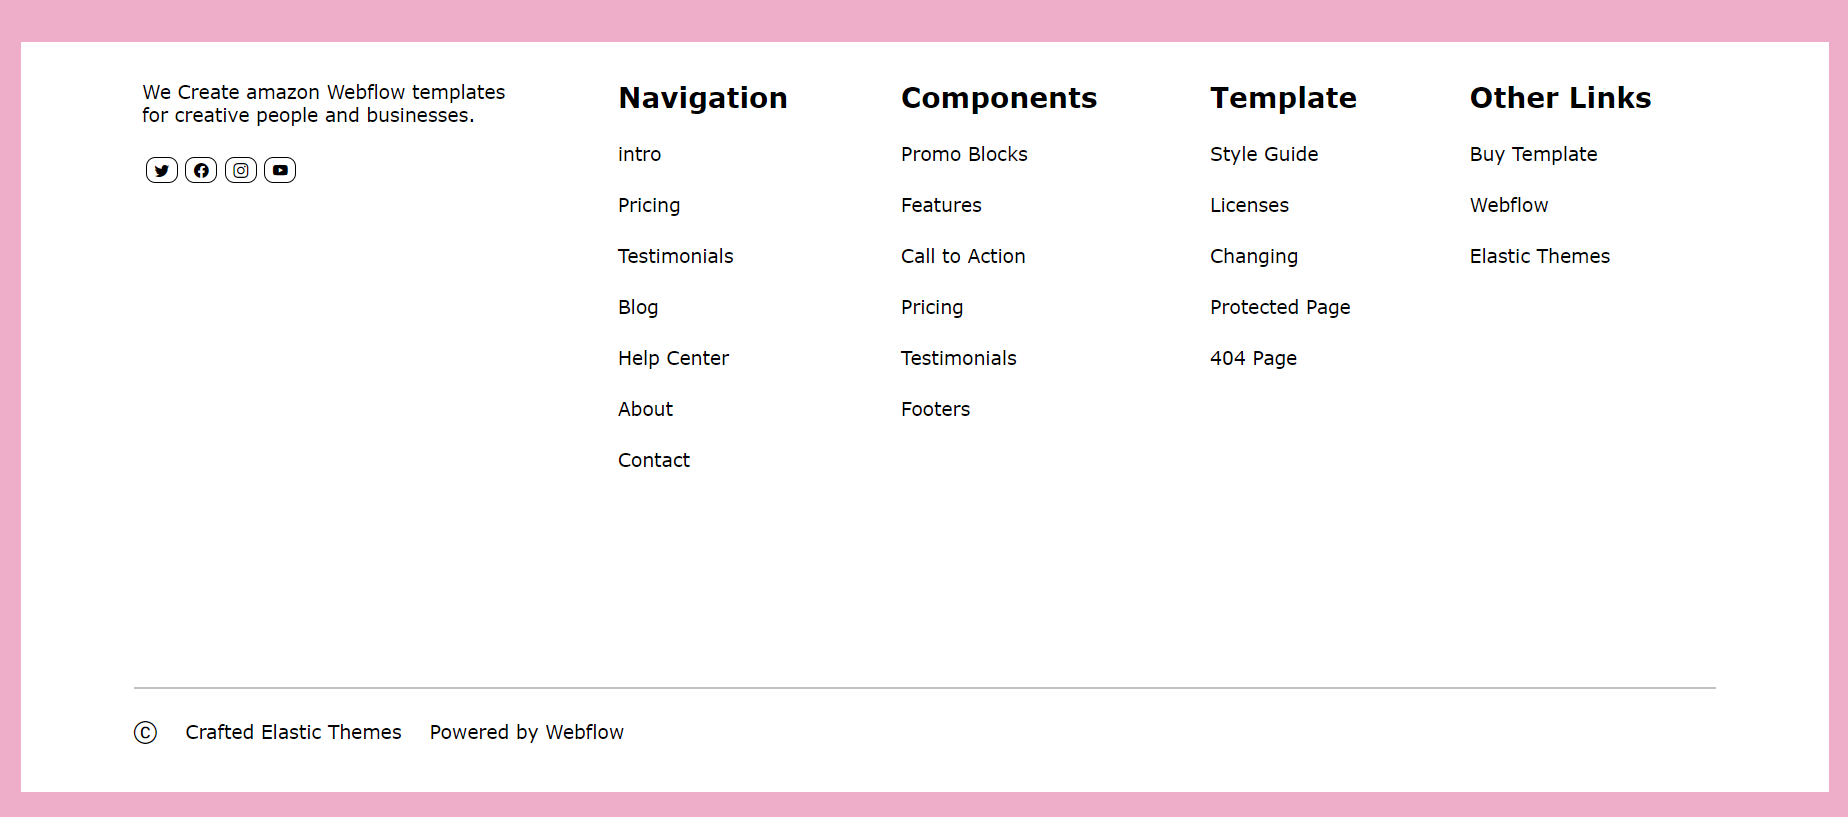 We Create amazon Webflow templates
for creative people and businesses.
Navigation
intro
Pricing
Testimonials
Blog
Help Center
About
Contact
Components
Promo Blocks
Features
Call to Action
Pricing
Testimonials
Footers
Template
Style Guide
Licenses
Changing
Protected Page
404 Page
Other Links
Buy Template
Webflow
Elastic Themes
© Crafted Elastic Themes Powered by Webflow